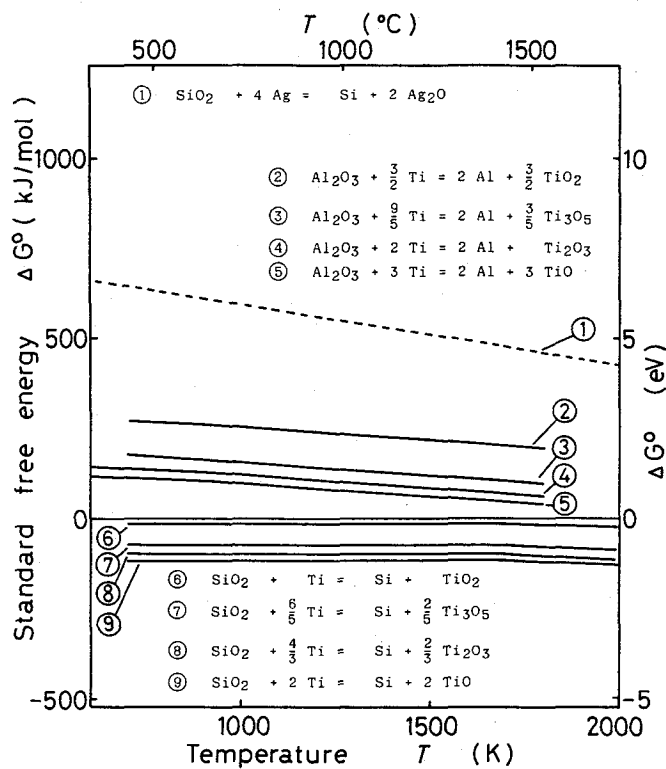 T (°C)
500 1000 1500
① SiO₂ + 4 Ag = Si + 2 Ag₂O
② Al₂O₃ + 3/2 Ti = 2 Al + 3/2 TiO₂
③ Al₂O₃ + 9/5 Ti = 2 Al + 3/5 Ti₃O₅
④ Al₂O₃ + 2 Ti = 2 Al + Ti₂O₃
⑤ Al₂O₃ + 3 Ti = 2 Al + 3 TiO
Standard free energy ΔG° (kJ/mol)
1000
500
0
-500
10
5
0
-5
ΔG° (eV)
①
②
③
④
⑤
⑥
⑦
⑧
⑨
⑥ SiO₂ + Ti = Si + TiO₂
⑦ SiO₂ + 6/5 Ti = Si + 2/5 Ti₃O₅
⑧ SiO₂ + 4/3 Ti = Si + 2/3 Ti₂O₃
⑨ SiO₂ + 2 Ti = Si + 2 TiO
1000 1500 2000
Temperature T (K)